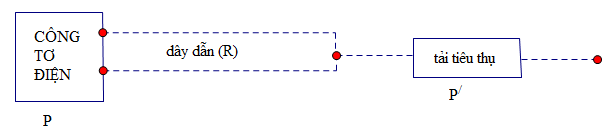 CÔNG
TƠ
ĐIỆN
dây dẫn (R)
tải tiêu thụ
P
P/